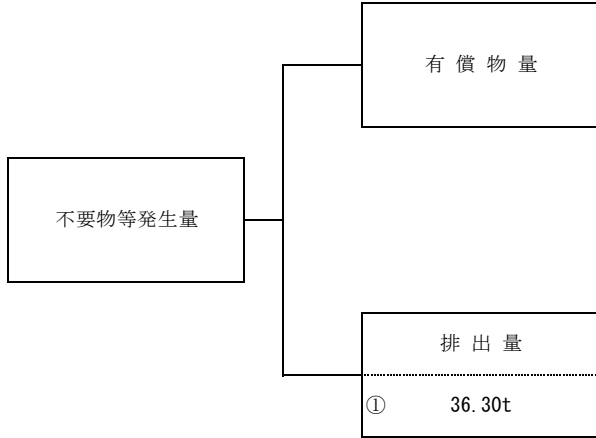 有 償 物 量
不要物等発生量
排 出 量
① 36.30t